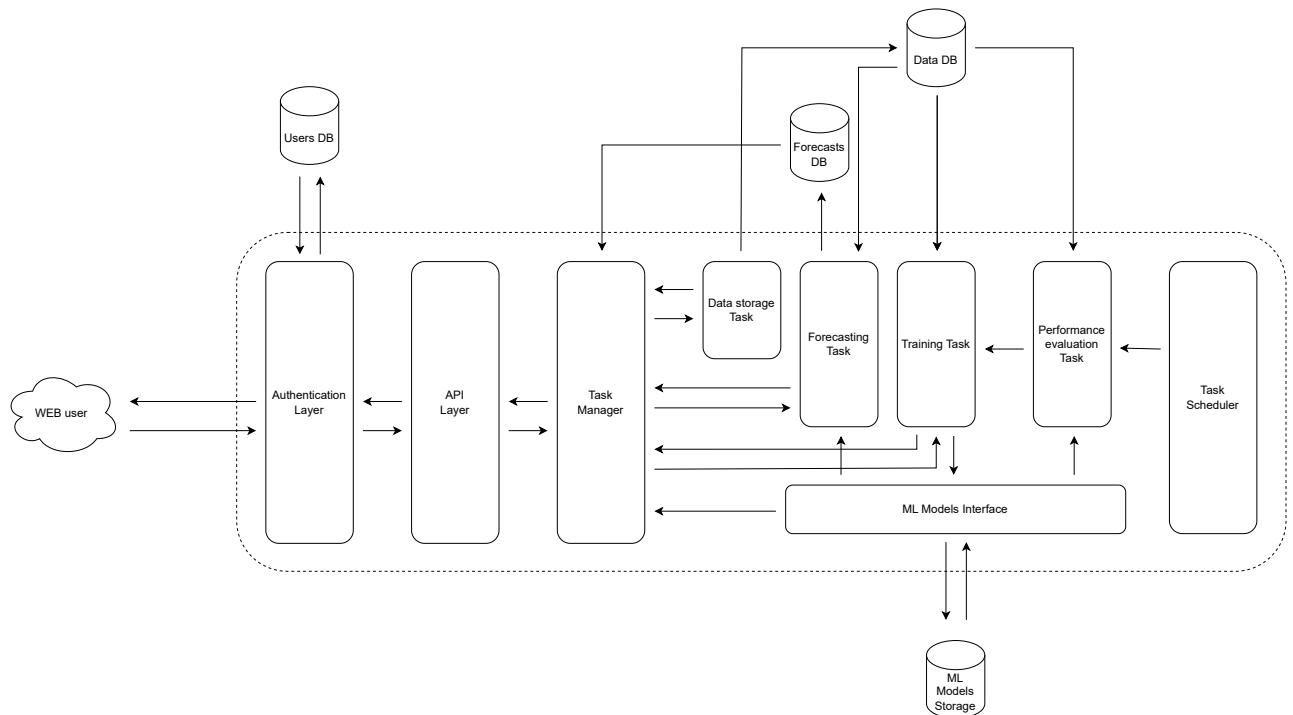 Data DB
Users DB
Forecasts
DB
Data storage
Task
Forecasting
Task
Training Task
Performance
evaluation
Task
WEB user
Authentication
Layer
API
Layer
Task
Manager
Task
Scheduler
ML Models Interface
ML
Models
Storage